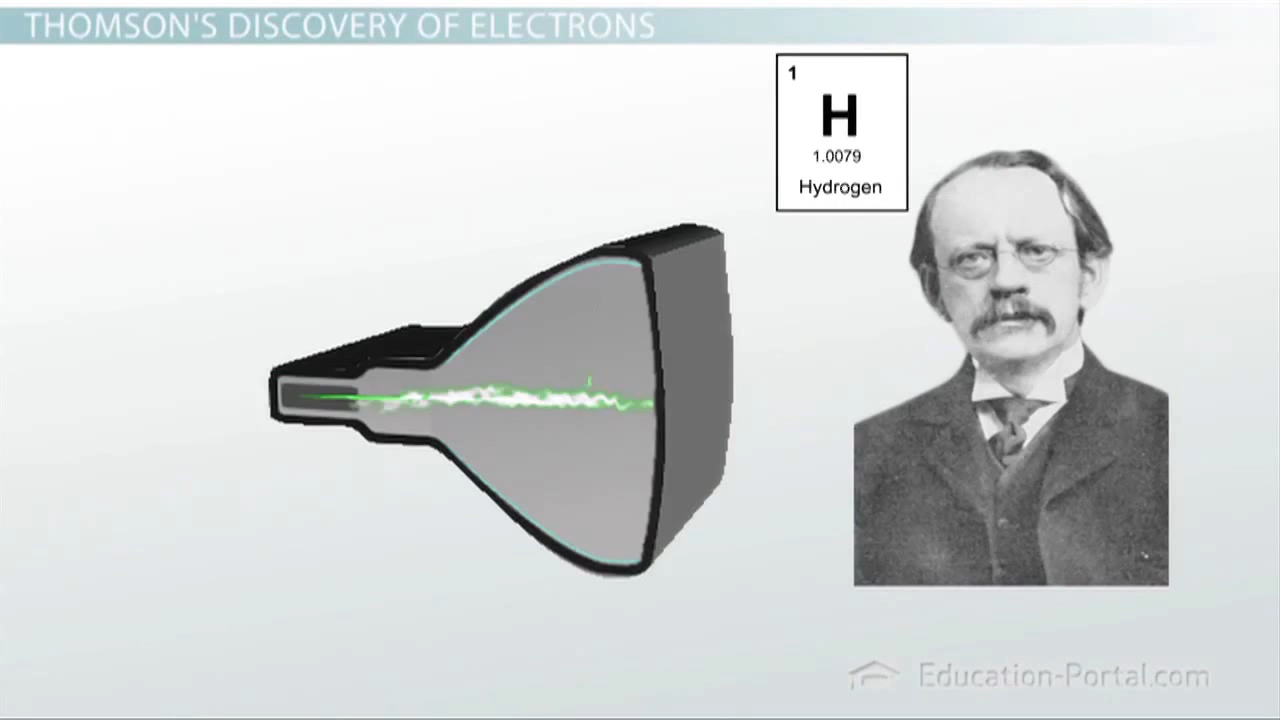 THOMSON'S DISCOVERY OF ELECTRONS
1
H
1.0079
Hydrogen
Education-Portal.com